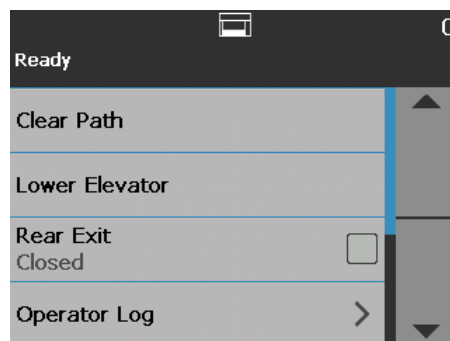 Ready
Clear Path
Lower Elevator
Rear Exit
Closed
Operator Log